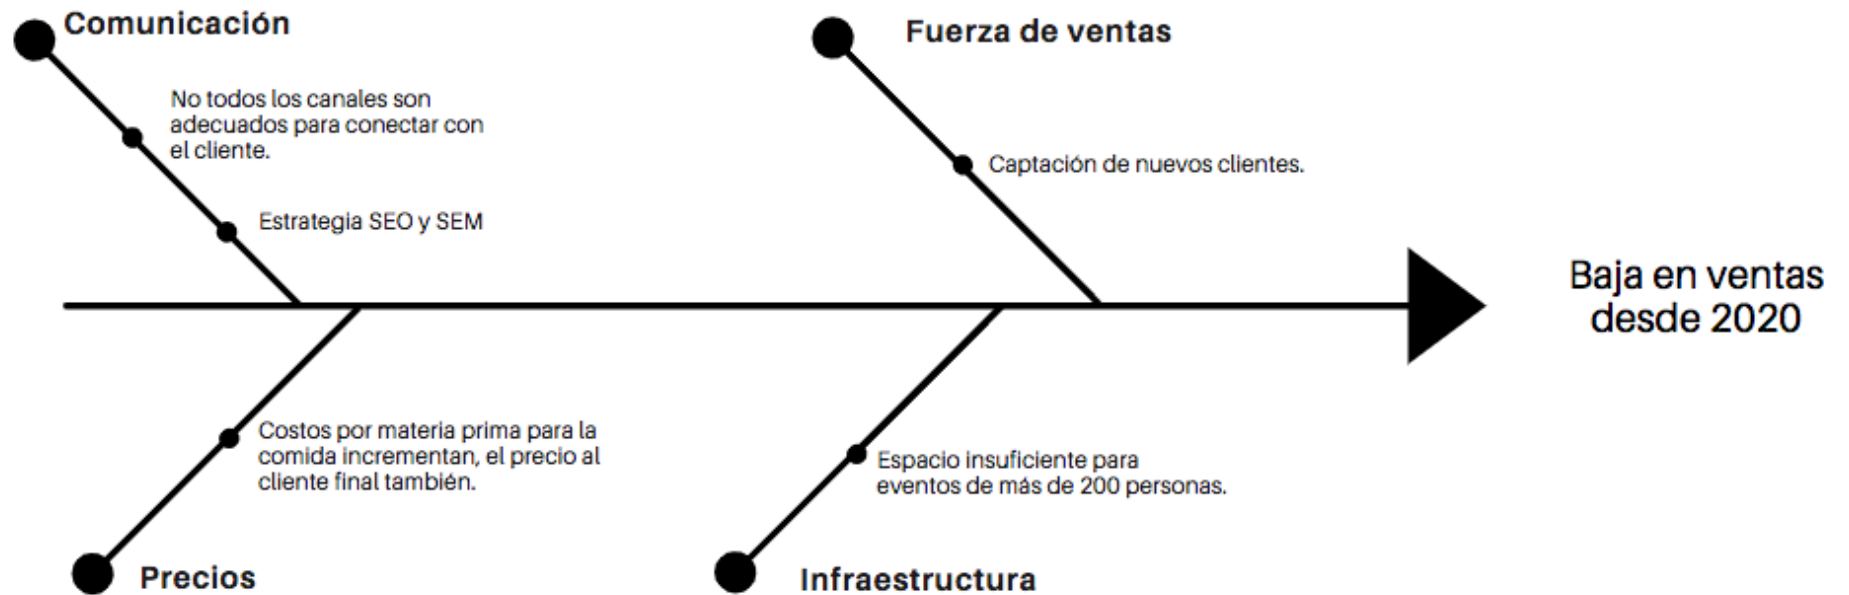 Comunicación
No todos los canales son
adecuados para conectar con
el cliente.
Estrategia SEO y SEM
Fuerza de ventas
Captación de nuevos clientes.
Baja en ventas
desde 2020
Costos por materia prima para la
comida incrementan, el precio al
cliente final también.
Precios
Espacio insuficiente para
eventos de más de 200 personas.
Infraestructura